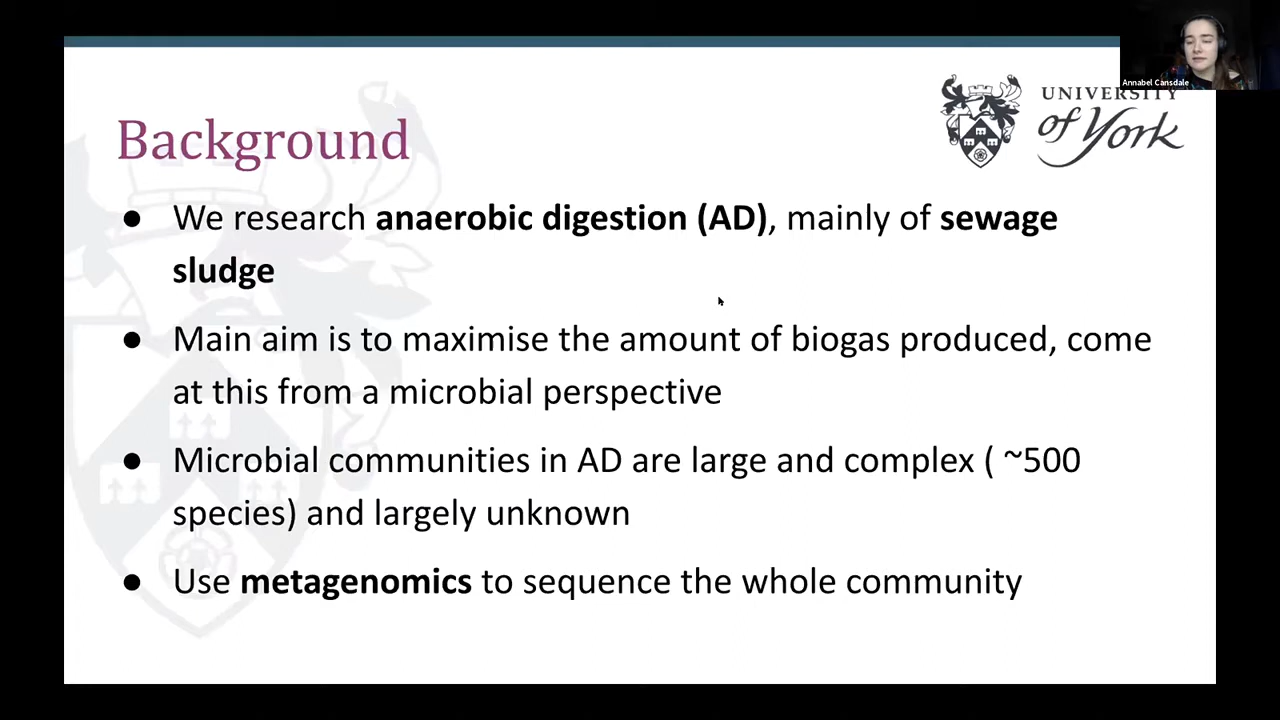 Annabel Cansdale
UNIVERSITY
of York
Background
● We research anaerobic digestion (AD), mainly of sewage
sludge
● Main aim is to maximise the amount of biogas produced, come
at this from a microbial perspective
● Microbial communities in AD are large and complex ( ~500
species) and largely unknown
● Use metagenomics to sequence the whole community